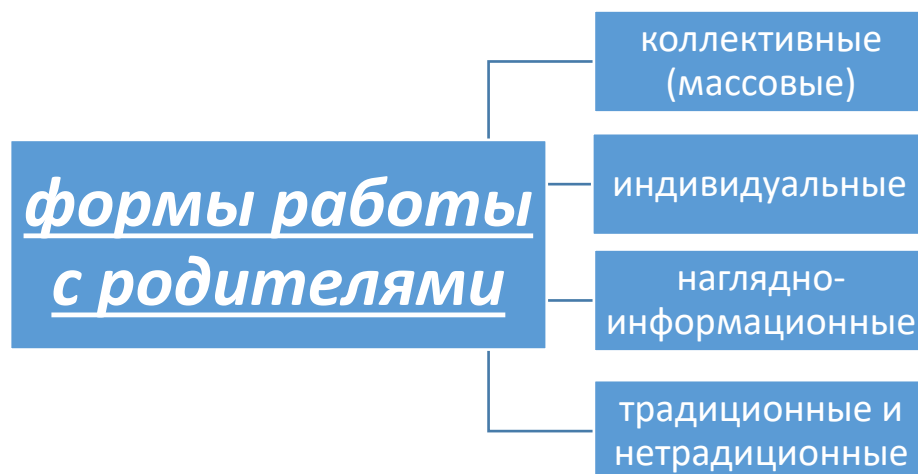 формы работы
с родителями
коллективные
(массовые)
индивидуальные
наглядно-
информационные
традиционные и
нетрадиционные